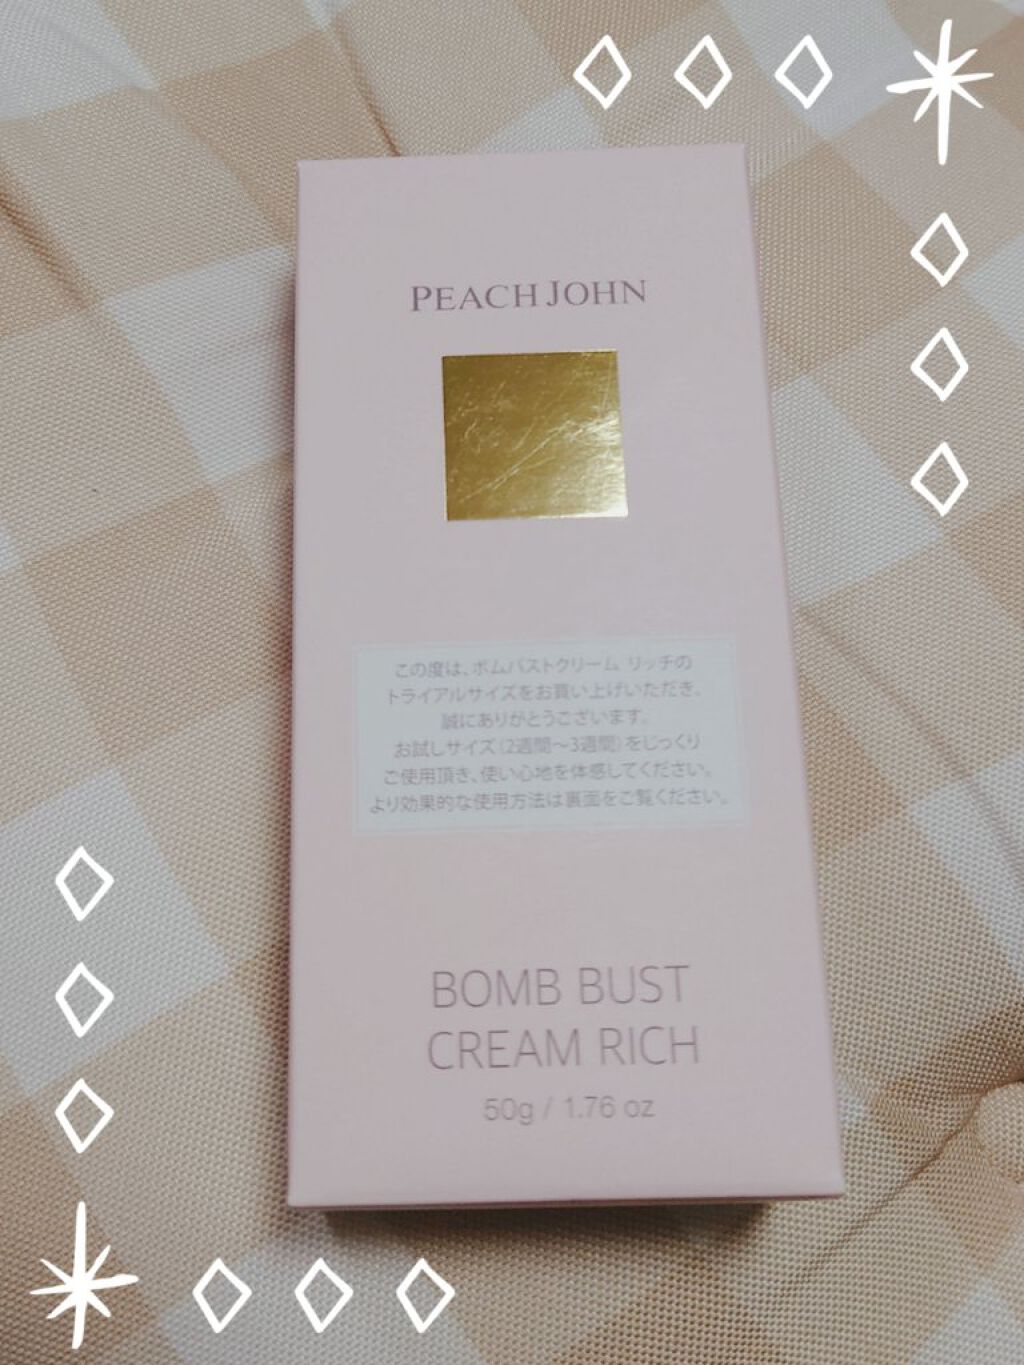 PEACH JOHN
この度は、ボムバストクリーム リッチの
トライアルサイズをお買い上げいただき、
誠にありがとうございます。
お試しサイズ(2週間〜3週間)をじっくり
ご使用頂き、使い心地を体感してください。
より効果的な使用方法は裏面をご覧ください。
BOMB BUST
CREAM RICH
50g / 1.76 oz